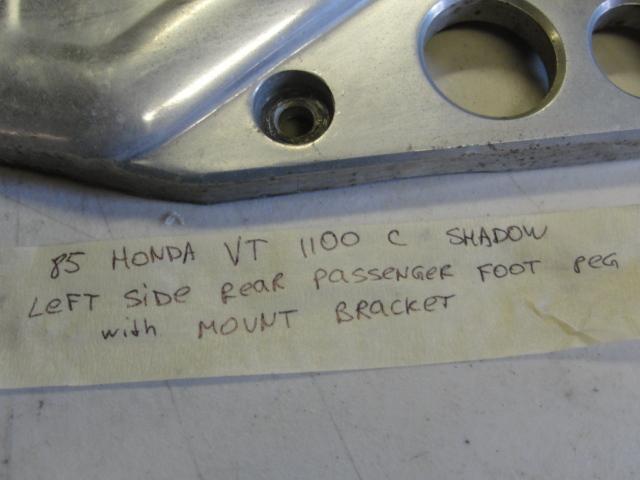 85 HONDA VT 1100 C SHADOW
LEFT SIDE REAR PASSENGER FOOT PEG
with MOUNT BRACKET